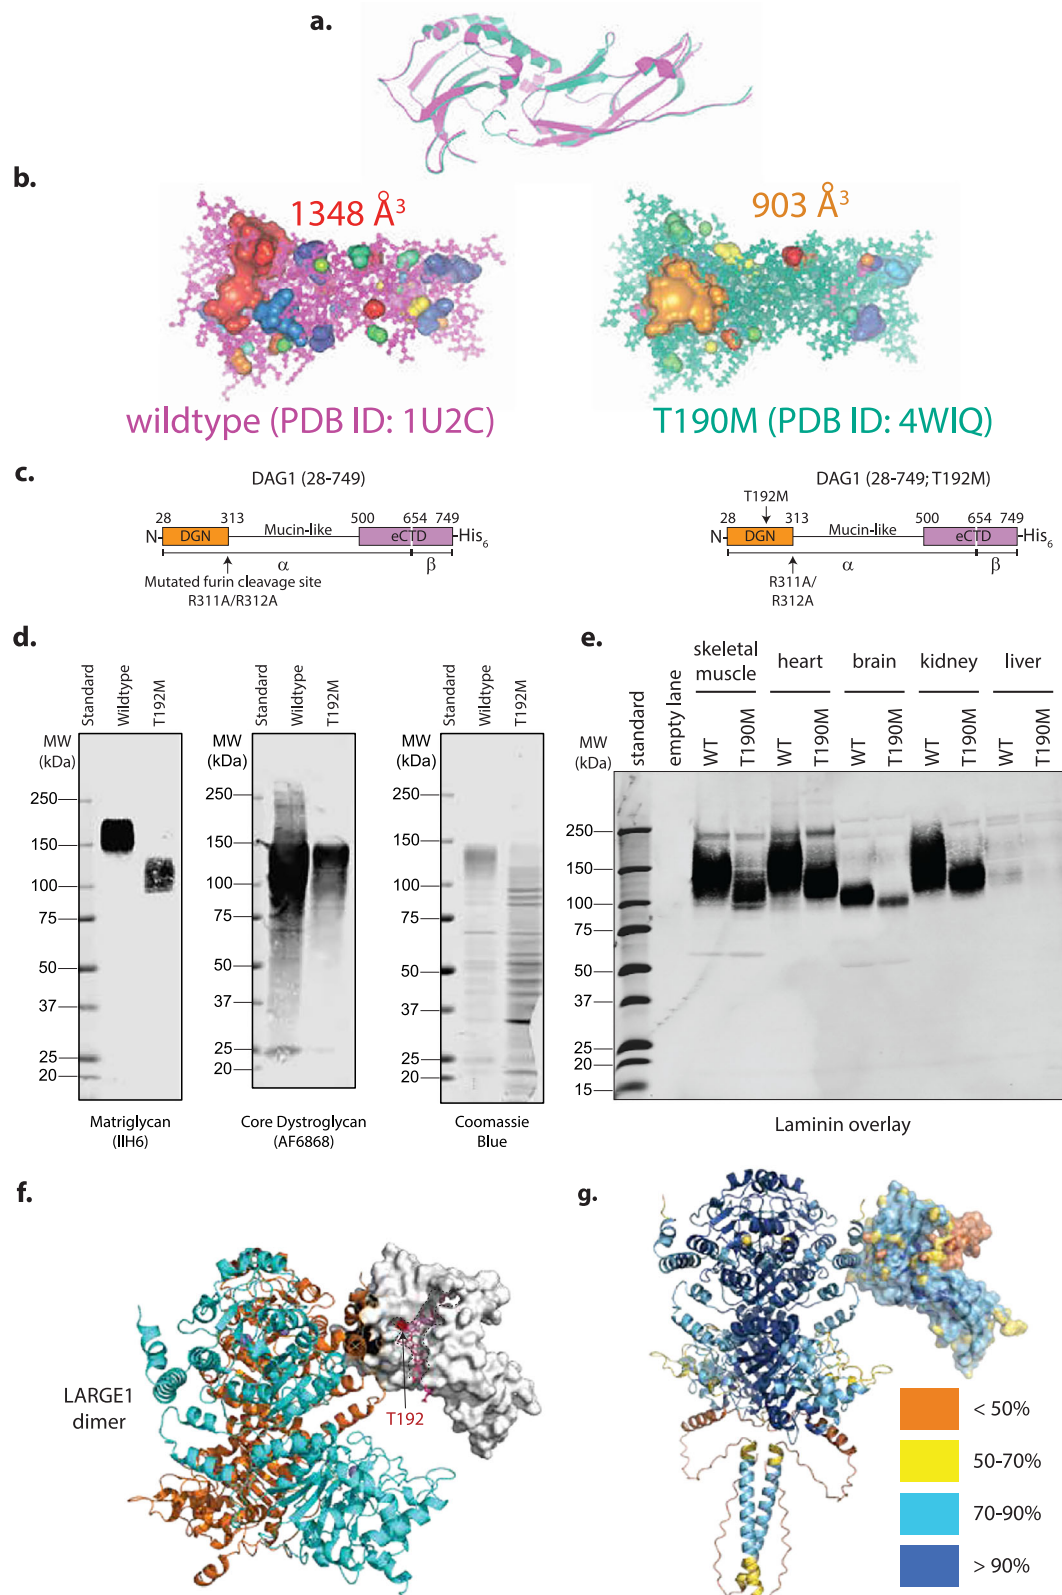 a.
b.
1348 Å³
903 Å³
wildtype (PDB ID: 1U2C)
T190M (PDB ID: 4WIQ)
c.
DAG1 (28-749)
28 313 500 654 749
N DGN Mucin-like eCTD His₆
α β
Mutated furin cleavage site
R311A/R312A
DAG1 (28-749; T192M)
T192M
28 313 500 654 749
N DGN Mucin-like eCTD His₆
α β
R311A/
R312A
d.
Standard
Wildtype
T192M
MW
(kDa)
250
150
100
75
50
37
25
20
Matriglycan
(IIH6)
Standard
Wildtype
T192M
MW
(kDa)
250
150
100
75
50
37
25
20
Core Dystroglycan
(AF6868)
Standard
Wildtype
T192M
MW
(kDa)
250
150
100
75
50
37
25
20
Coomassie
Blue
e.
skeletal
muscle
heart
brain
kidney
liver
MW
(kDa)
standard
empty lane
WT
T190M
WT
T190M
WT
T190M
WT
T190M
WT
T190M
250
150
100
75
50
37
25
20
15
Laminin overlay
f.
LARGE1
dimer
T192
g.
< 50%
50-70%
70-90%
> 90%